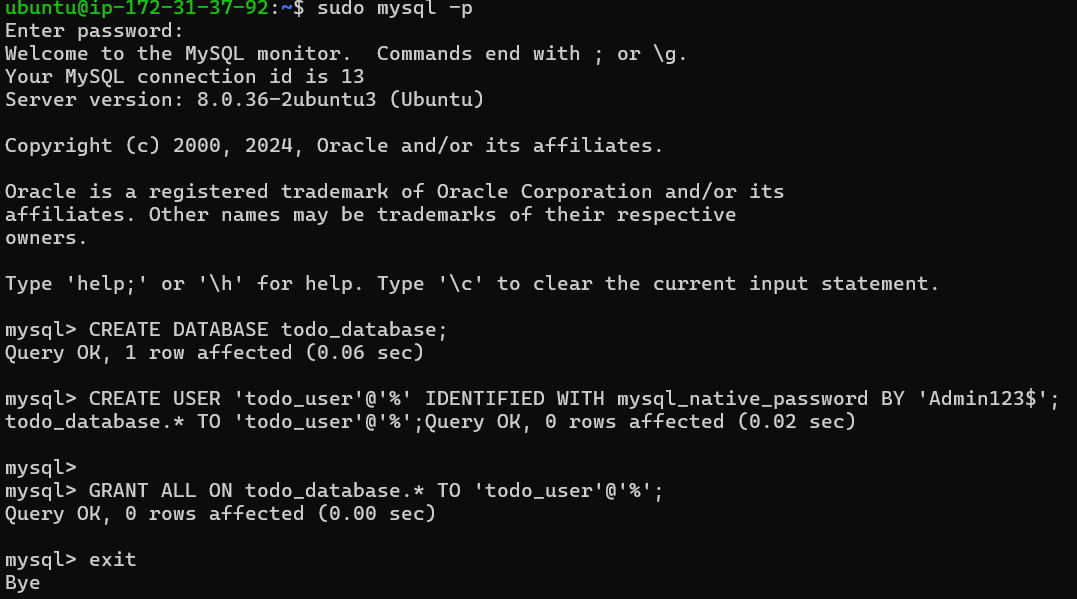 ubuntu@ip-172-31-37-92:~$ sudo mysql -p
Enter password:
Welcome to the MySQL monitor.  Commands end with ; or \g.
Your MySQL connection id is 13
Server version: 8.0.36-2ubuntu3 (Ubuntu)
Copyright (c) 2000, 2024, Oracle and/or its affiliates.
Oracle is a registered trademark of Oracle Corporation and/or its
affiliates. Other names may be trademarks of their respective
owners.
Type 'help;' or '\h' for help. Type '\c' to clear the current input statement.
mysql> CREATE DATABASE todo_database;
Query OK, 1 row affected (0.06 sec)
mysql> CREATE USER 'todo_user'@'%' IDENTIFIED WITH mysql_native_password BY 'Admin123$';
todo_database.* TO 'todo_user'@'%';Query OK, 0 rows affected (0.02 sec)
mysql>
mysql> GRANT ALL ON todo_database.* TO 'todo_user'@'%';
Query OK, 0 rows affected (0.00 sec)
mysql> exit
Bye